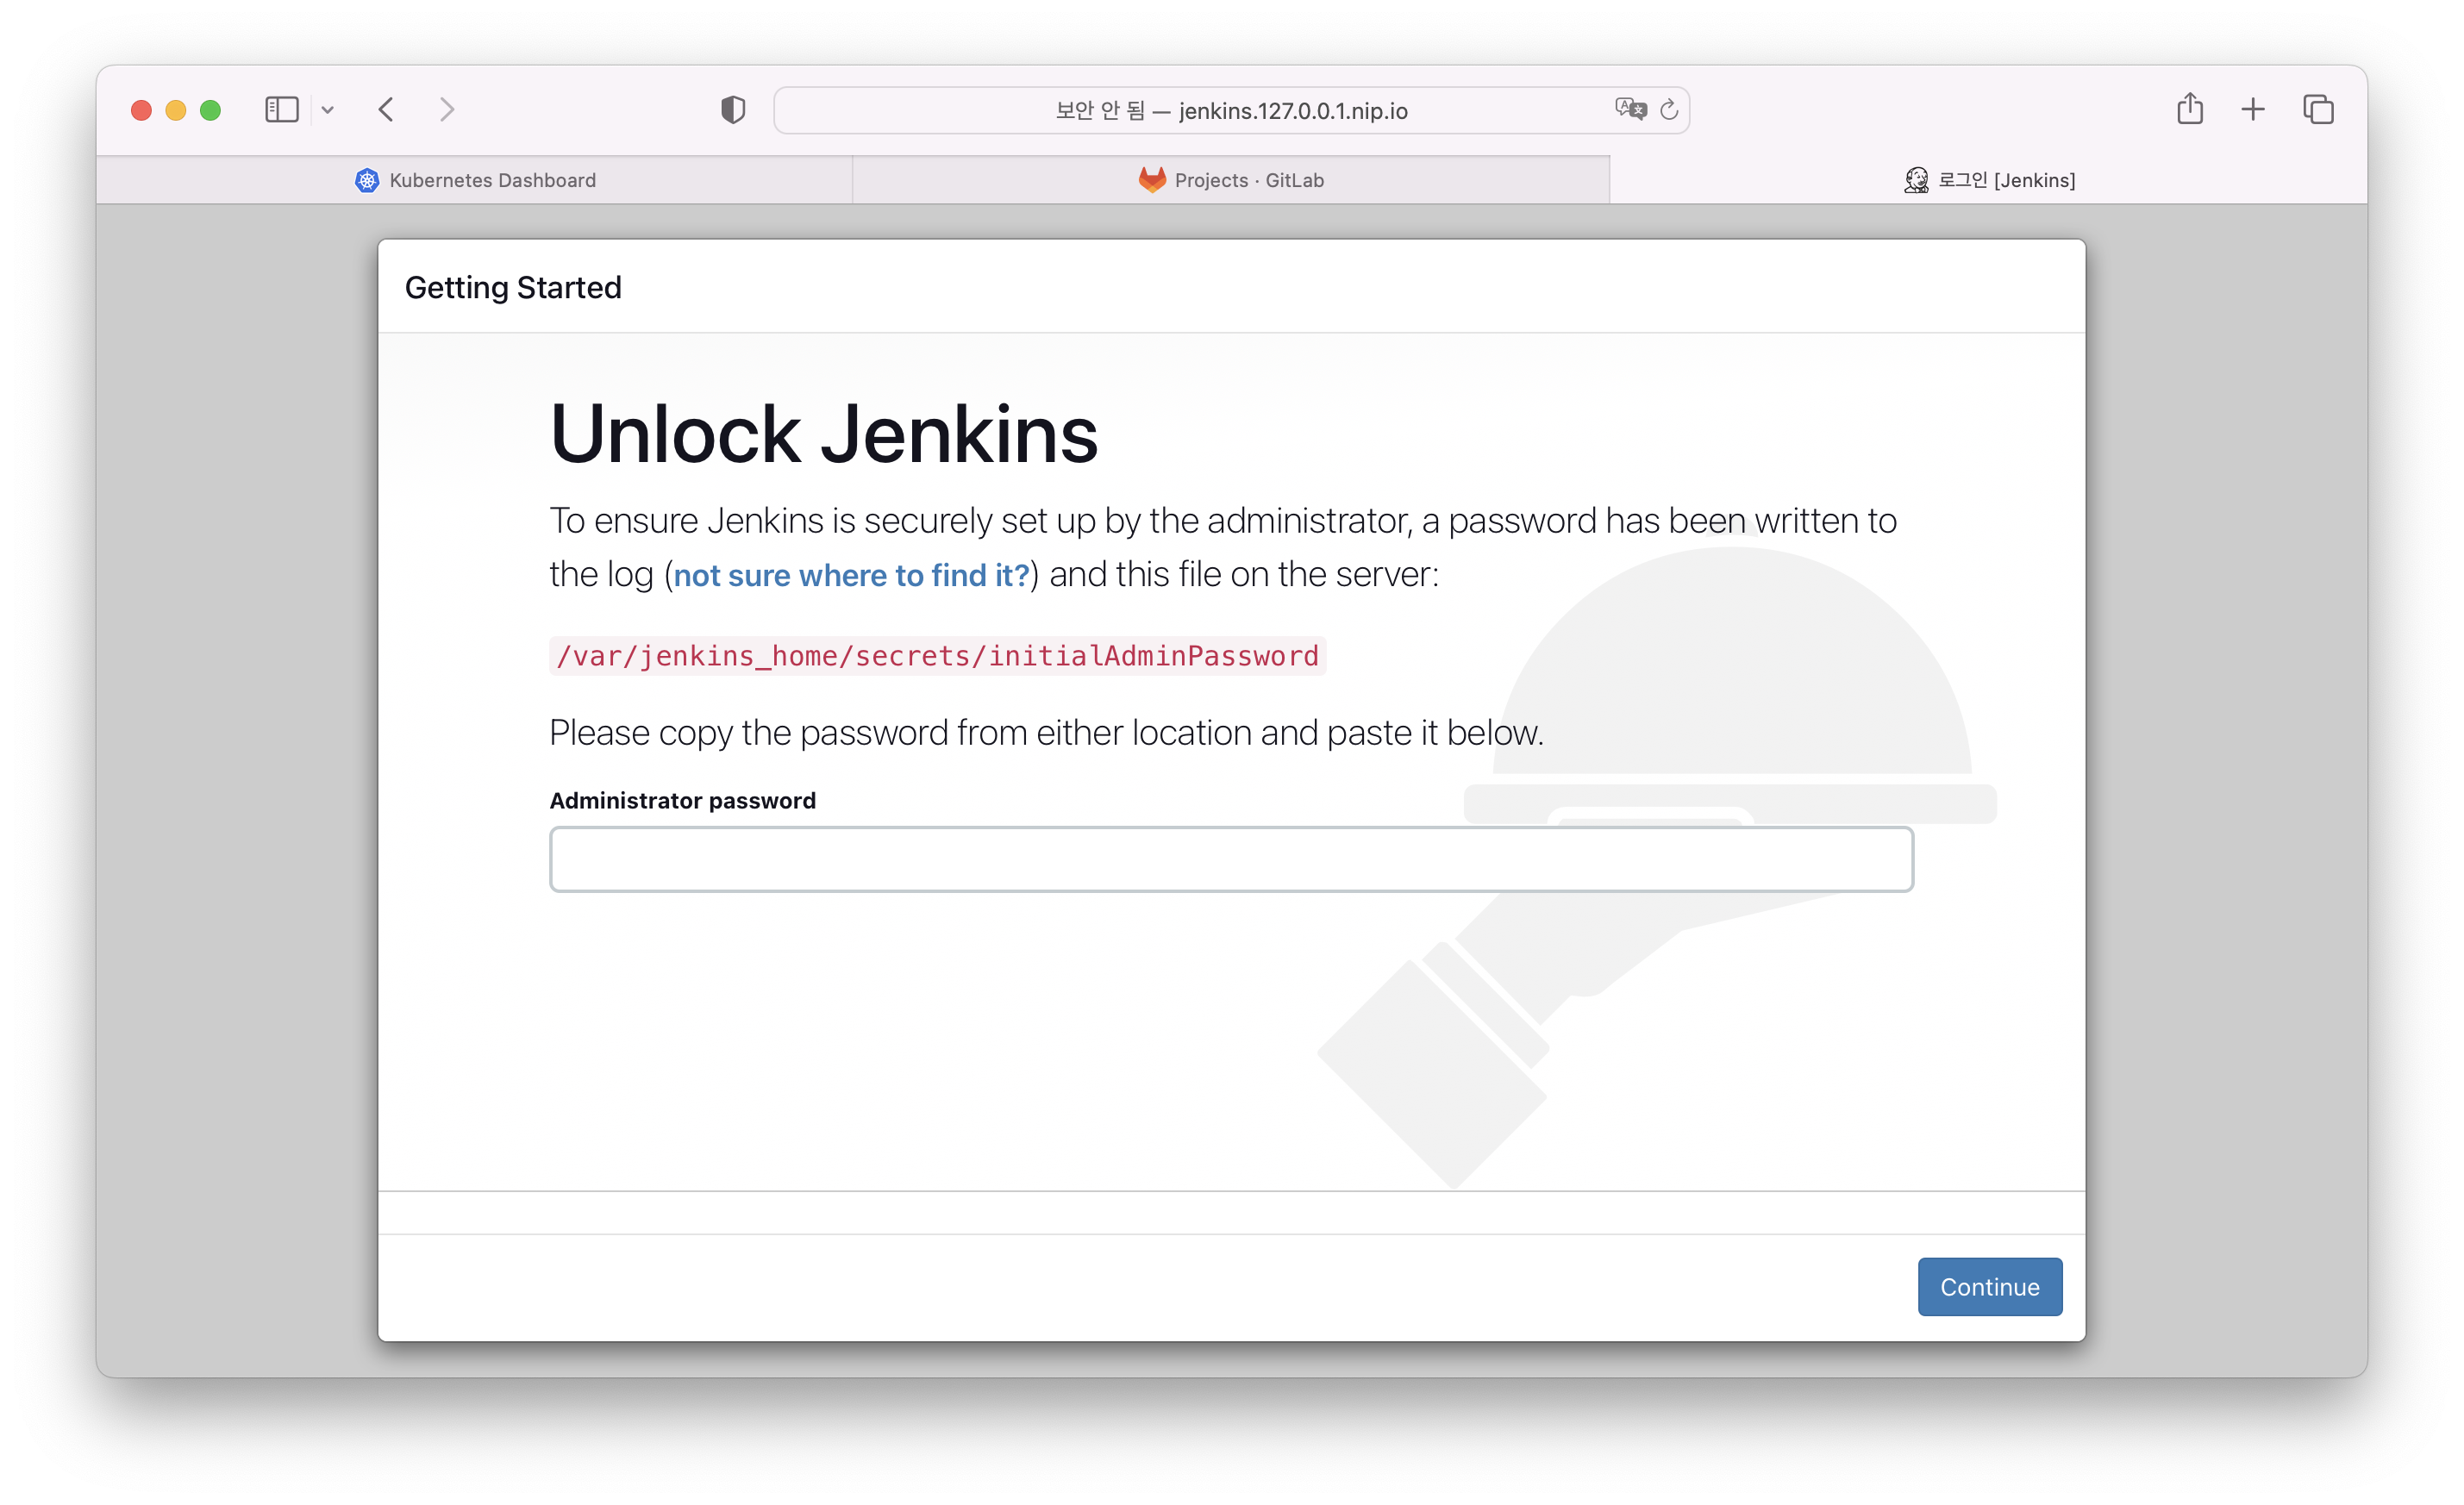 보안 안 됨 — jenkins.127.0.0.1.nip.io
Kubernetes Dashboard
Projects · GitLab
로그인 [Jenkins]
Getting Started
Unlock Jenkins
To ensure Jenkins is securely set up by the administrator, a password has been written to
the log (not sure where to find it?) and this file on the server:
/var/jenkins_home/secrets/initialAdminPassword
Please copy the password from either location and paste it below.
Administrator password
Continue